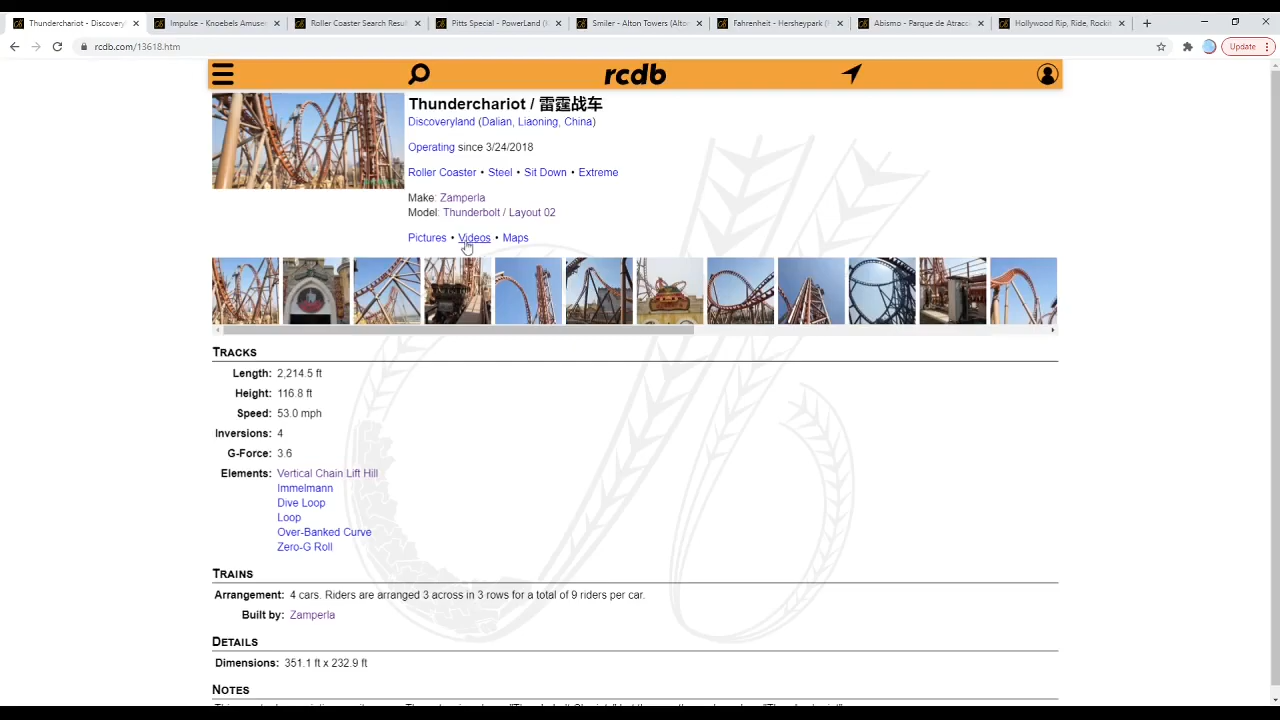 Thunderchariot - Discovery
Impulse - Knoebels Amuse
Roller Coaster Search Resul
Pitts Special - PowerLand (
Smiler - Alton Towers (Alto
Fahrenheit - Hersheypark (
Abismo - Parque de Atracc
Hollywood Rip, Ride, Rockit
rcdb.com/13618.htm
Update
rcdb
Thunderchariot / 雷霆战车
Discoveryland (Dalian, Liaoning, China)
Operating since 3/24/2018
Roller Coaster • Steel • Sit Down • Extreme
Make: Zamperla
Model: Thunderbolt / Layout 02
Pictures • Videos • Maps
TRACKS
Length: 2,214.5 ft
Height: 116.8 ft
Speed: 53.0 mph
Inversions: 4
G-Force: 3.6
Elements: Vertical Chain Lift Hill
Immelmann
Dive Loop
Loop
Over-Banked Curve
Zero-G Roll
TRAINS
Arrangement: 4 cars. Riders are arranged 3 across in 3 rows for a total of 9 riders per car.
Built by: Zamperla
DETAILS
Dimensions: 351.1 ft x 232.9 ft
NOTES